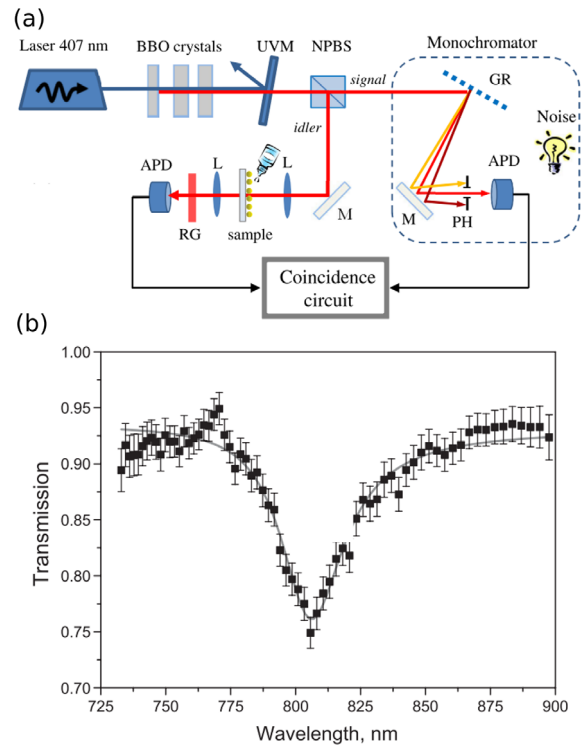 (a)
Laser 407 nm
BBO crystals
UVM
NPBS
signal
Monochromator
GR
idler
Noise
APD
L
L
APD
RG
sample
M
M
PH
Coincidence
circuit
(b)
1.00
0.95
0.90
0.85
0.80
0.75
0.70
Transmission
725
750
775
800
825
850
875
900
Wavelength, nm